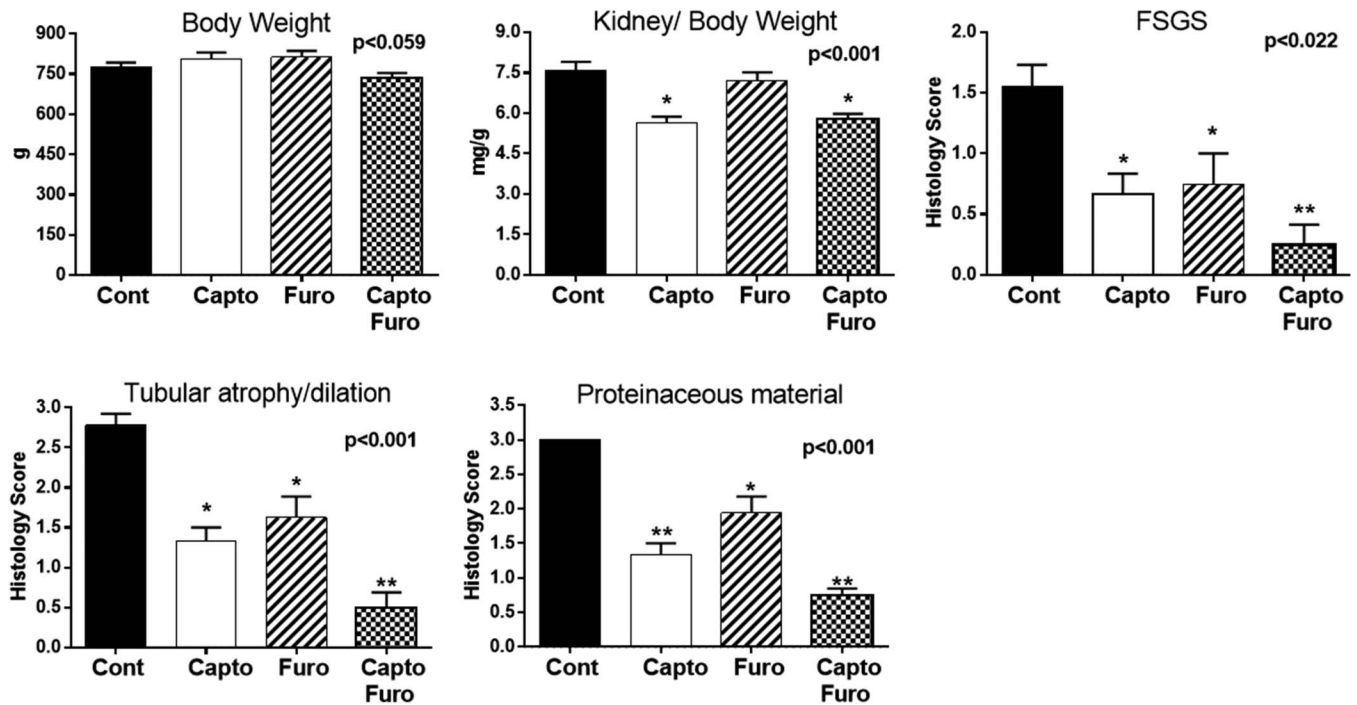 Body Weight
p<0.059
900
750
600
450
300
150
0
g
Cont
Capto
Furo
Capto
Furo
Kidney/ Body Weight
p<0.001
9.0
7.5
6.0
4.5
3.0
1.5
0.0
mg/g
*
*
Cont
Capto
Furo
Capto
Furo
FSGS
p<0.022
2.0
1.5
1.0
0.5
0.0
Histology Score
*
*
**
Cont
Capto
Furo
Capto
Furo
Tubular atrophy/dilation
p<0.001
3.0
2.5
2.0
1.5
1.0
0.5
0.0
Histology Score
*
*
**
Cont
Capto
Furo
Capto
Furo
Proteinaceous material
p<0.001
3.5
3.0
2.5
2.0
1.5
1.0
0.5
0.0
Histology Score
**
*
**
Cont
Capto
Furo
Capto
Furo